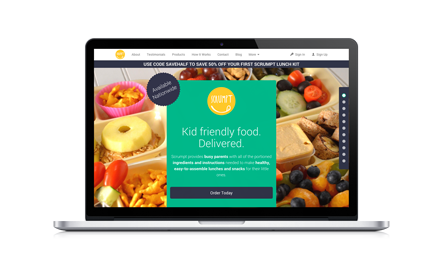 About Testimonials Products How It Works Contact Blog More Sign In Sign Up
USE CODE SAVEHALF TO SAVE 50% OFF YOUR FIRST SCRUMPT LUNCH KIT
Available
Nationwide
SCRUMPT
Kid friendly food.
Delivered.
Scrumpt provides busy parents with all of the portioned
ingredients and instructions needed to make healthy,
easy-to-assemble lunches and snacks for their little
ones.
Order Today